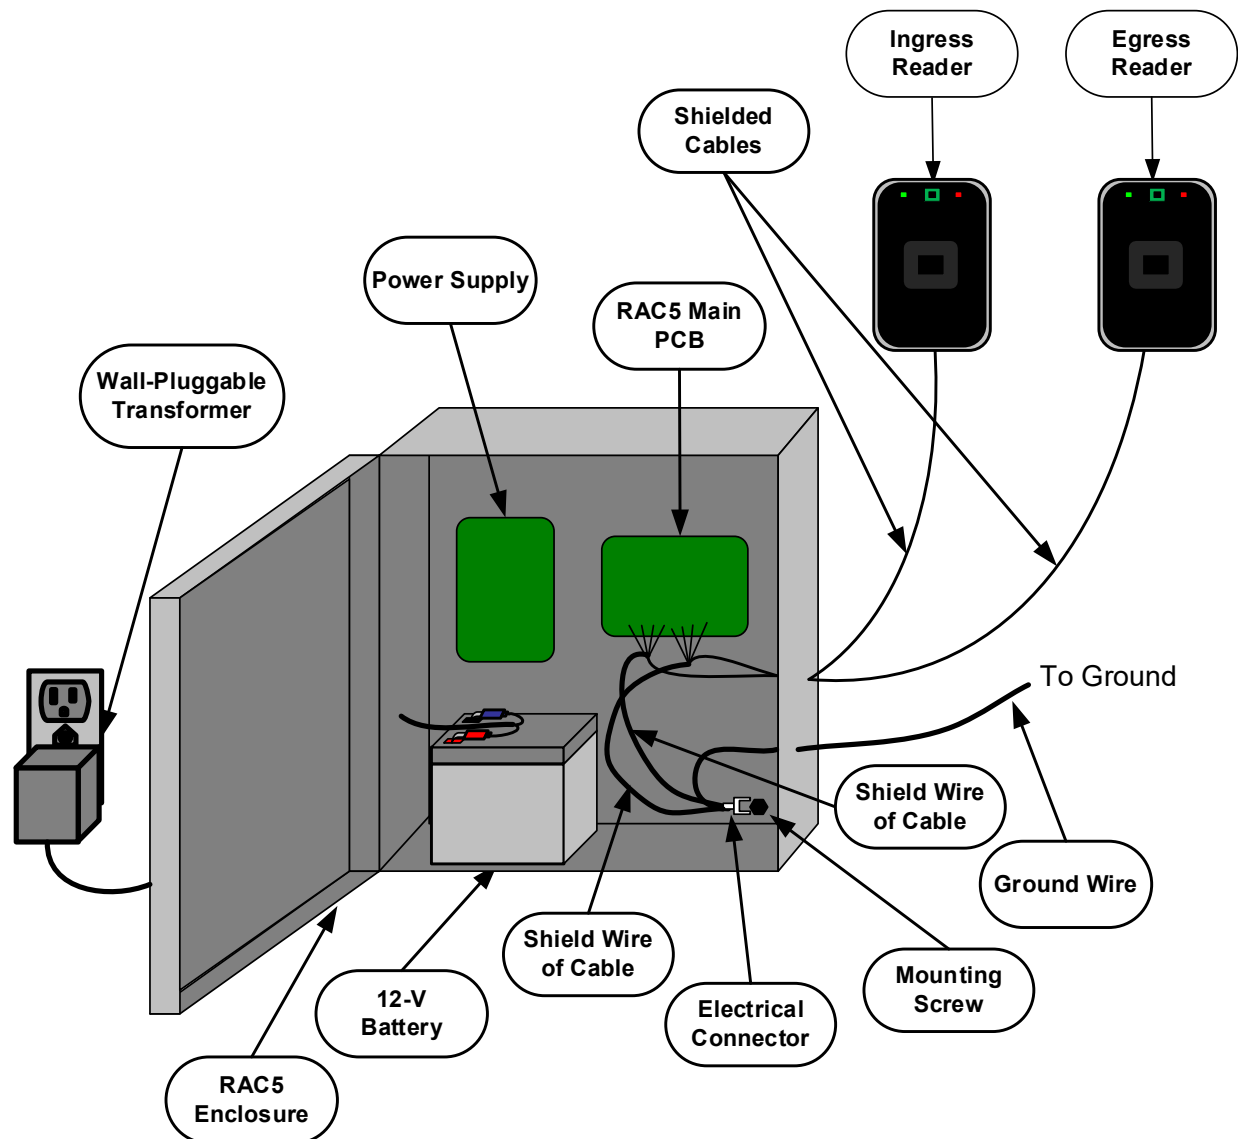 Ingress
Reader
Egress
Reader
Shielded
Cables
Power Supply
RAC5 Main
PCB
Wall-Pluggable
Transformer
To Ground
Shield Wire
of Cable
Ground Wire
Shield Wire
of Cable
Mounting
Screw
12-V
Battery
Electrical
Connector
RAC5
Enclosure